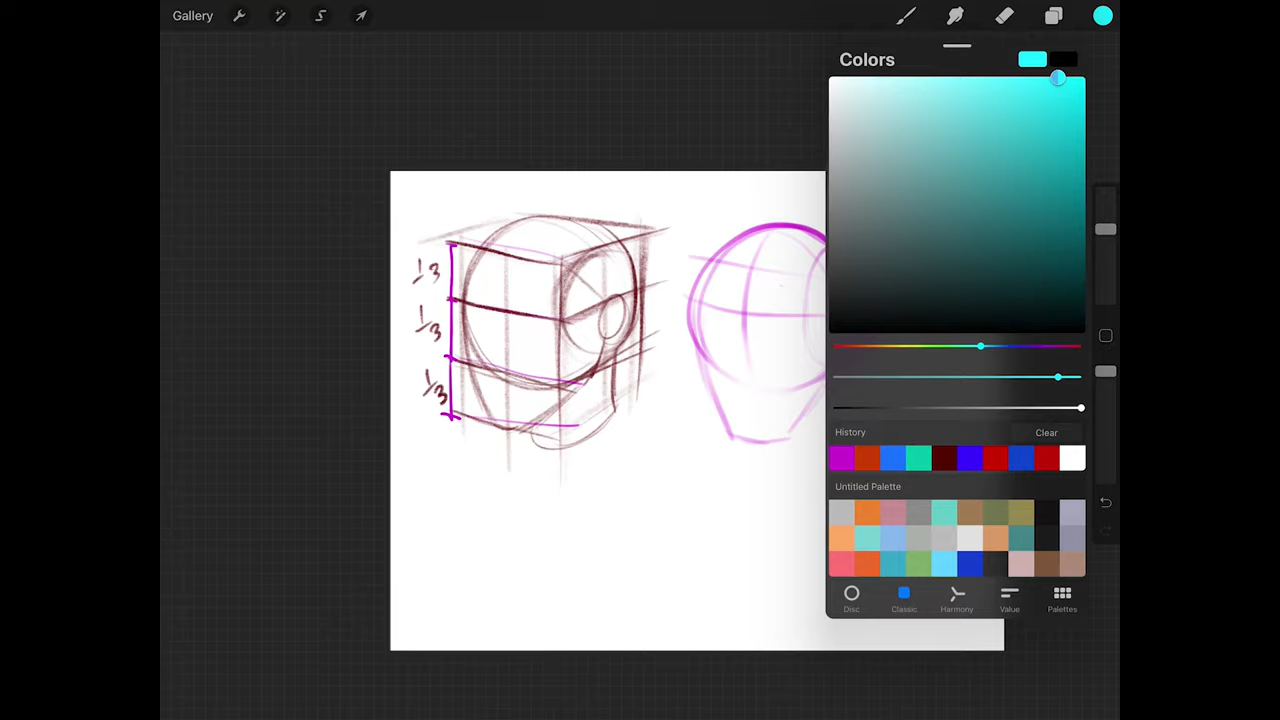 Gallery
Colors
1/3
1/3
1/3
History
Clear
Untitled Palette
Disc
Classic
Harmony
Value
Palettes